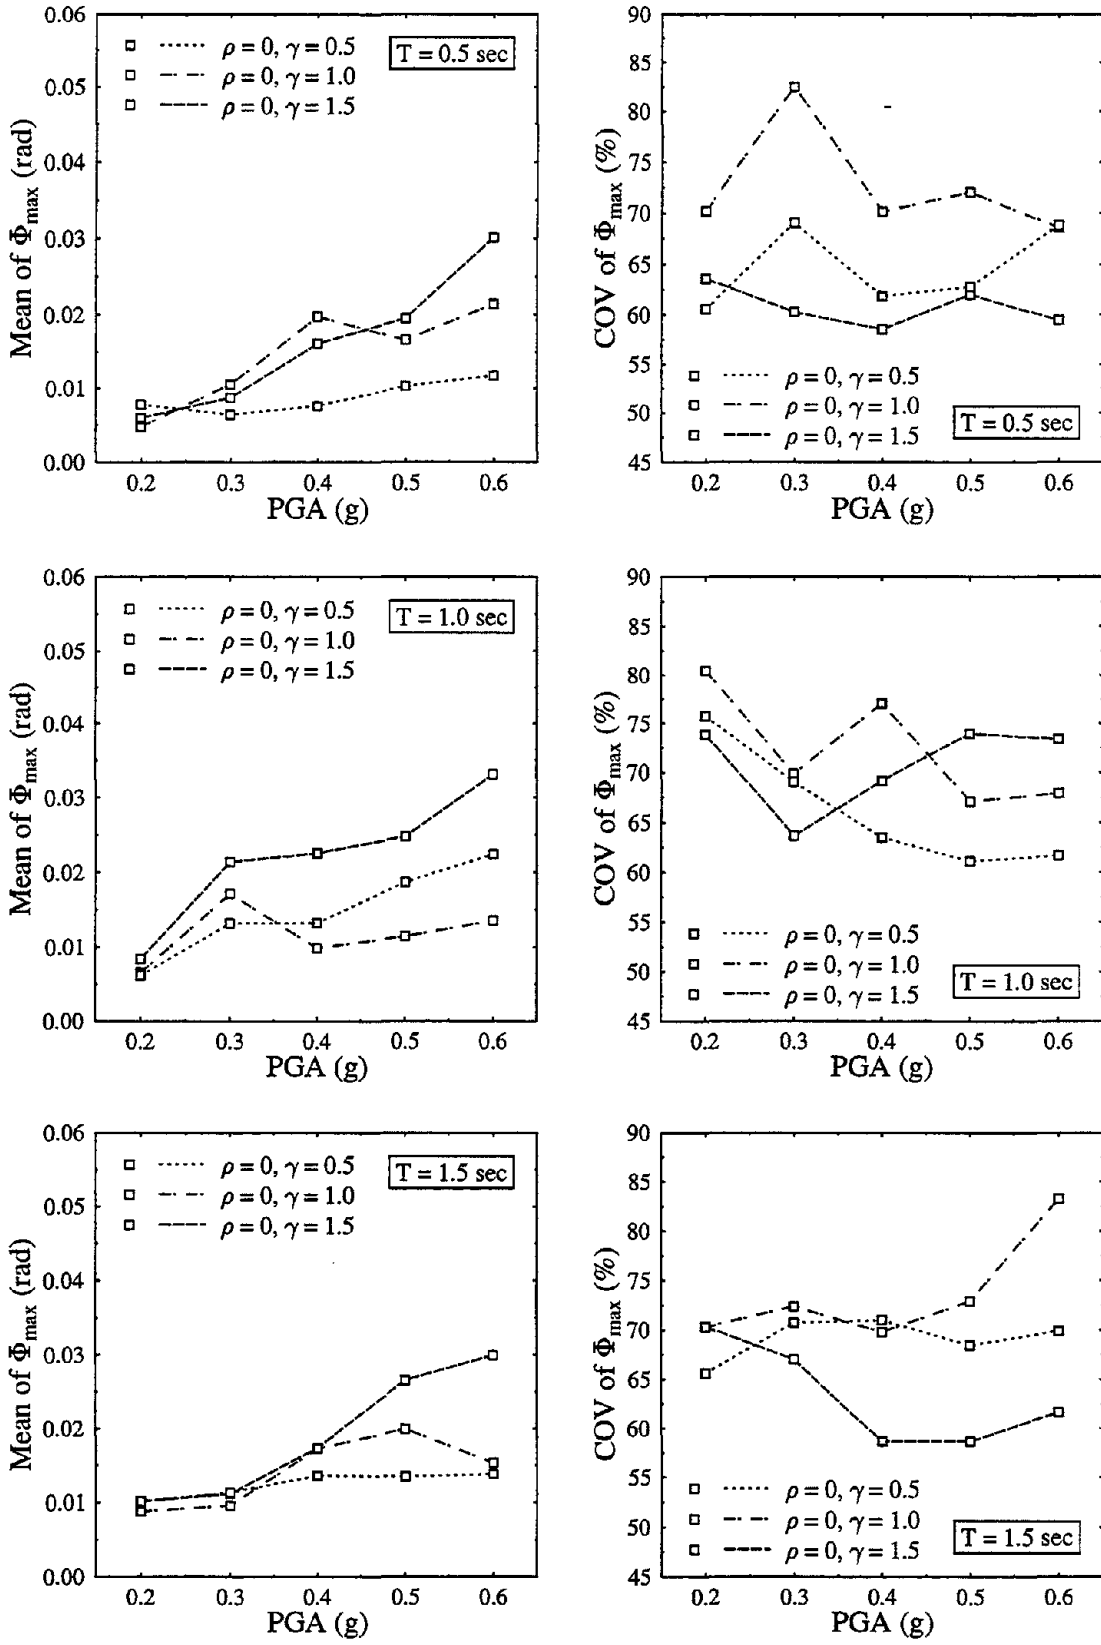 0.06
0.05
0.04
0.03
0.02
0.01
0.00
Mean of Φmax (rad)
ρ = 0, γ = 0.5
ρ = 0, γ = 1.0
ρ = 0, γ = 1.5
T = 0.5 sec
0.2 0.3 0.4 0.5 0.6
PGA (g)
90
85
80
75
70
65
60
55
50
45
COV of Φmax (%)
ρ = 0, γ = 0.5
ρ = 0, γ = 1.0
ρ = 0, γ = 1.5
T = 0.5 sec
0.2 0.3 0.4 0.5 0.6
PGA (g)
0.06
0.05
0.04
0.03
0.02
0.01
0.00
Mean of Φmax (rad)
ρ = 0, γ = 0.5
ρ = 0, γ = 1.0
ρ = 0, γ = 1.5
T = 1.0 sec
0.2 0.3 0.4 0.5 0.6
PGA (g)
90
85
80
75
70
65
60
55
50
45
COV of Φmax (%)
ρ = 0, γ = 0.5
ρ = 0, γ = 1.0
ρ = 0, γ = 1.5
T = 1.0 sec
0.2 0.3 0.4 0.5 0.6
PGA (g)
0.06
0.05
0.04
0.03
0.02
0.01
0.00
Mean of Φmax (rad)
ρ = 0, γ = 0.5
ρ = 0, γ = 1.0
ρ = 0, γ = 1.5
T = 1.5 sec
0.2 0.3 0.4 0.5 0.6
PGA (g)
90
85
80
75
70
65
60
55
50
45
COV of Φmax (%)
ρ = 0, γ = 0.5
ρ = 0, γ = 1.0
ρ = 0, γ = 1.5
T = 1.5 sec
0.2 0.3 0.4 0.5 0.6
PGA (g)